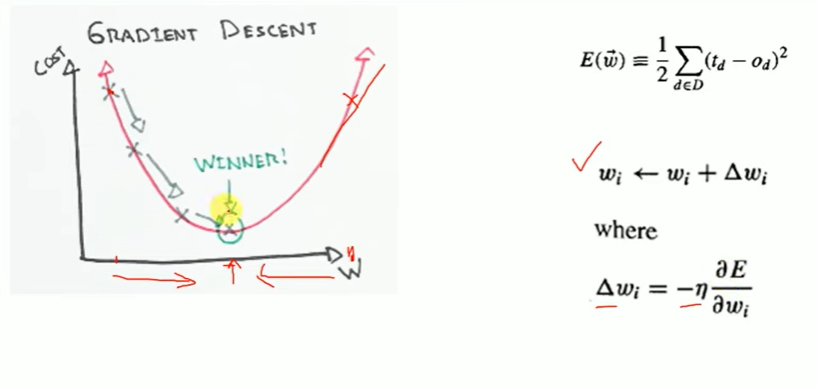 GRADIENT DESCENT
COST
WINNER!
W
η
E(w⃗) ≡ 1/2 ∑_{d∈D} (t_d − o_d)²
w_i ← w_i + Δw_i
where
Δw_i = −η ∂E/∂w_i